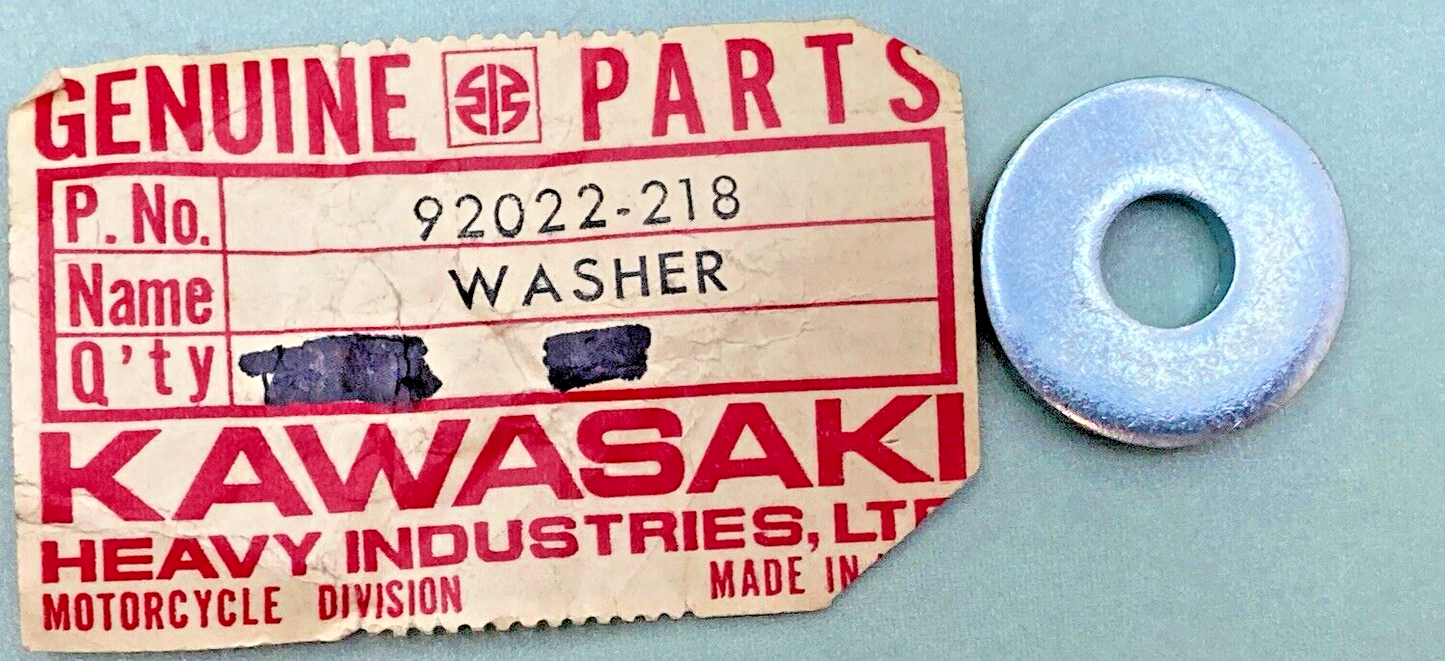 GENUINE PARTS
P. No. 92022-218
Name WASHER
Q'ty
KAWASAKI
HEAVY INDUSTRIES, LT
MOTORCYCLE DIVISION MADE IN